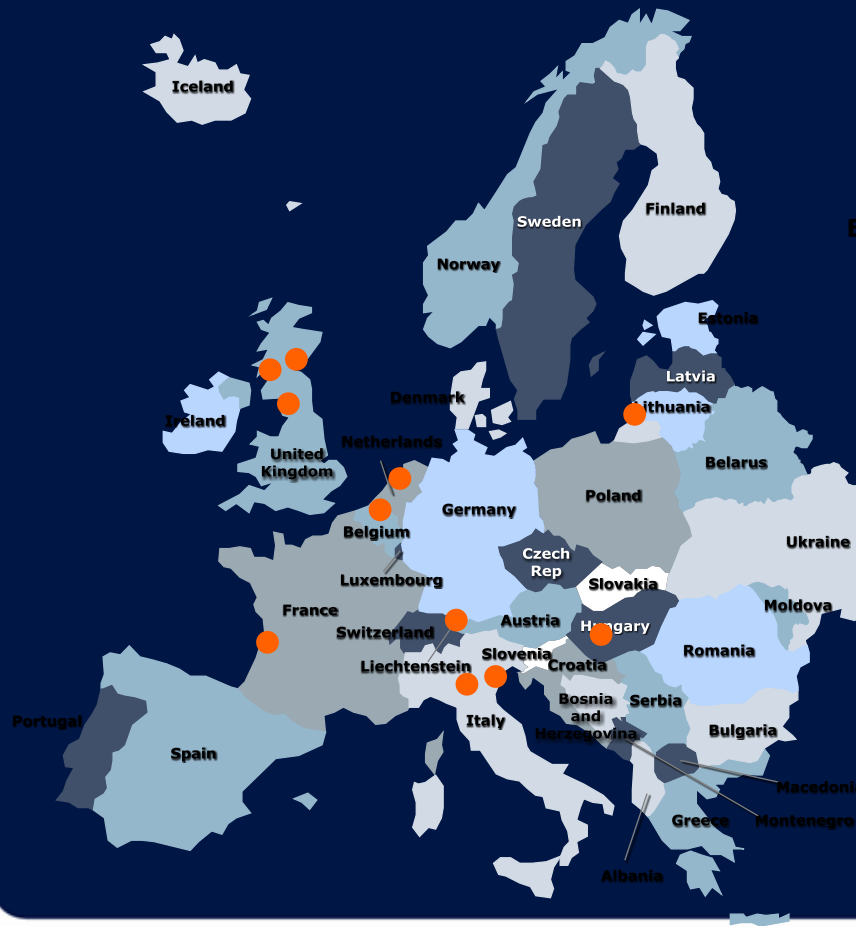 Iceland
Finland
Sweden
E
Norway
Estonia
Latvia
Denmark
Lithuania
Ireland
Netherlands
United
Kingdom
Belarus
Poland
Germany
Belgium
Ukraine
Czech
Rep
Luxembourg
Slovakia
France
Moldova
Austria
Hungary
Switzerland
Romania
Slovenia
Liechtenstein
Croatia
Bosnia
and
Herzegovina
Serbia
Portugal
Italy
Bulgaria
Spain
Macedonia
Greece
Montenegro
Albania